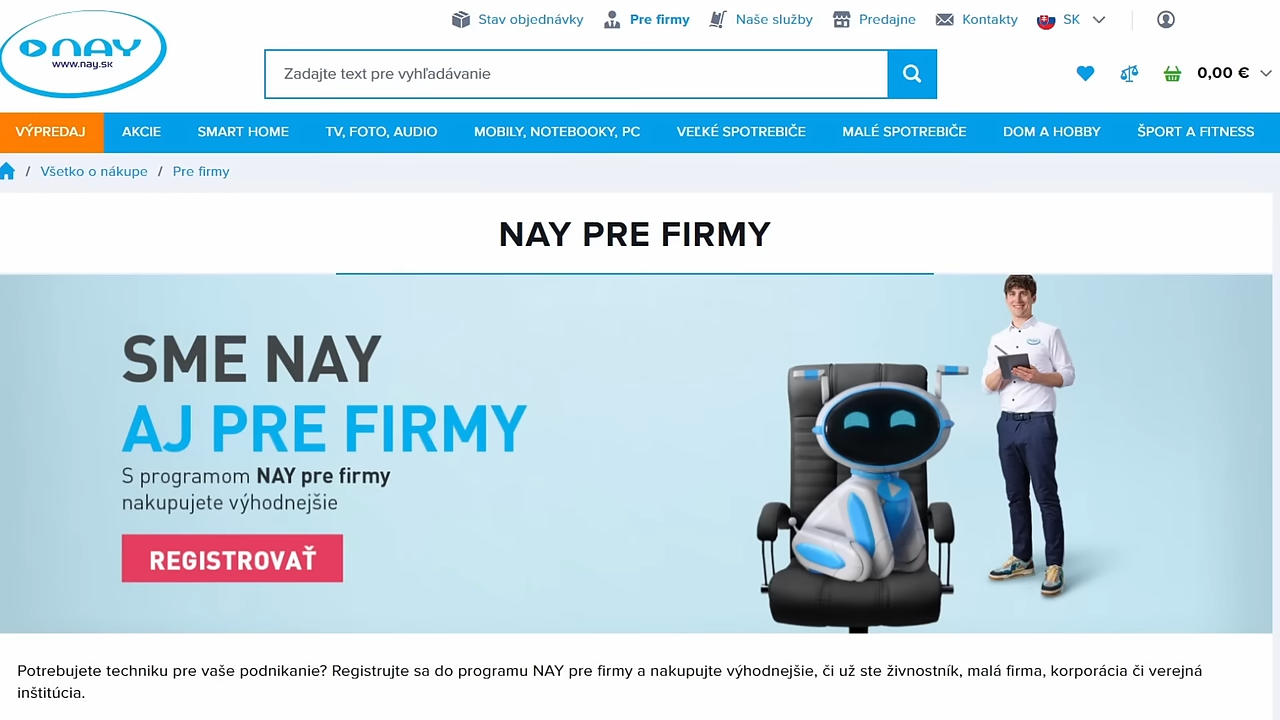 Stav objednávky Pre firmy Naše služby Predajne Kontakty SK
NAY
www.nay.sk
Zadajte text pre vyhľadávanie
0,00 €
VÝPREDAJ AKCIE SMART HOME TV, FOTO, AUDIO MOBILY, NOTEBOOKY, PC VEĽKÉ SPOTREBIČE MALÉ SPOTREBIČE DOM A HOBBY ŠPORT A FITNESS
/ Všetko o nákupe / Pre firmy
NAY PRE FIRMY
SME NAY
AJ PRE FIRMY
S programom NAY pre firmy
nakupujete výhodnejšie
REGISTROVAŤ
Potrebujete techniku pre vaše podnikanie? Registrujte sa do programu NAY pre firmy a nakupujte výhodnejšie, či už ste živnostník, malá firma, korporácia či verejná
inštitúcia.